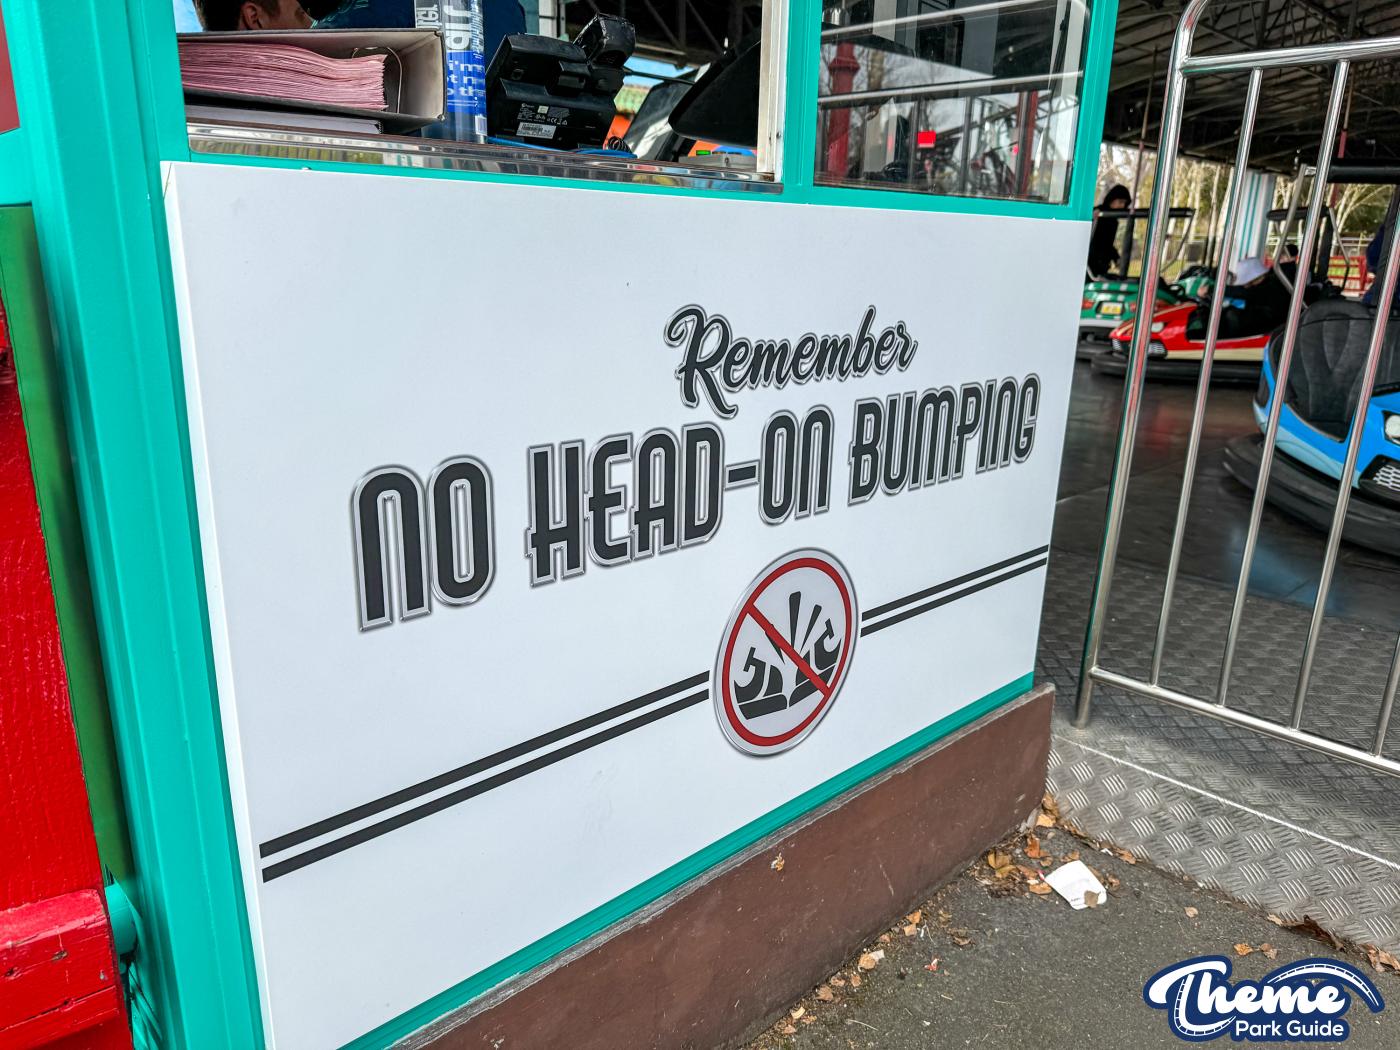 Remember
NO HEAD-ON BUMPING
Theme
Park Guide